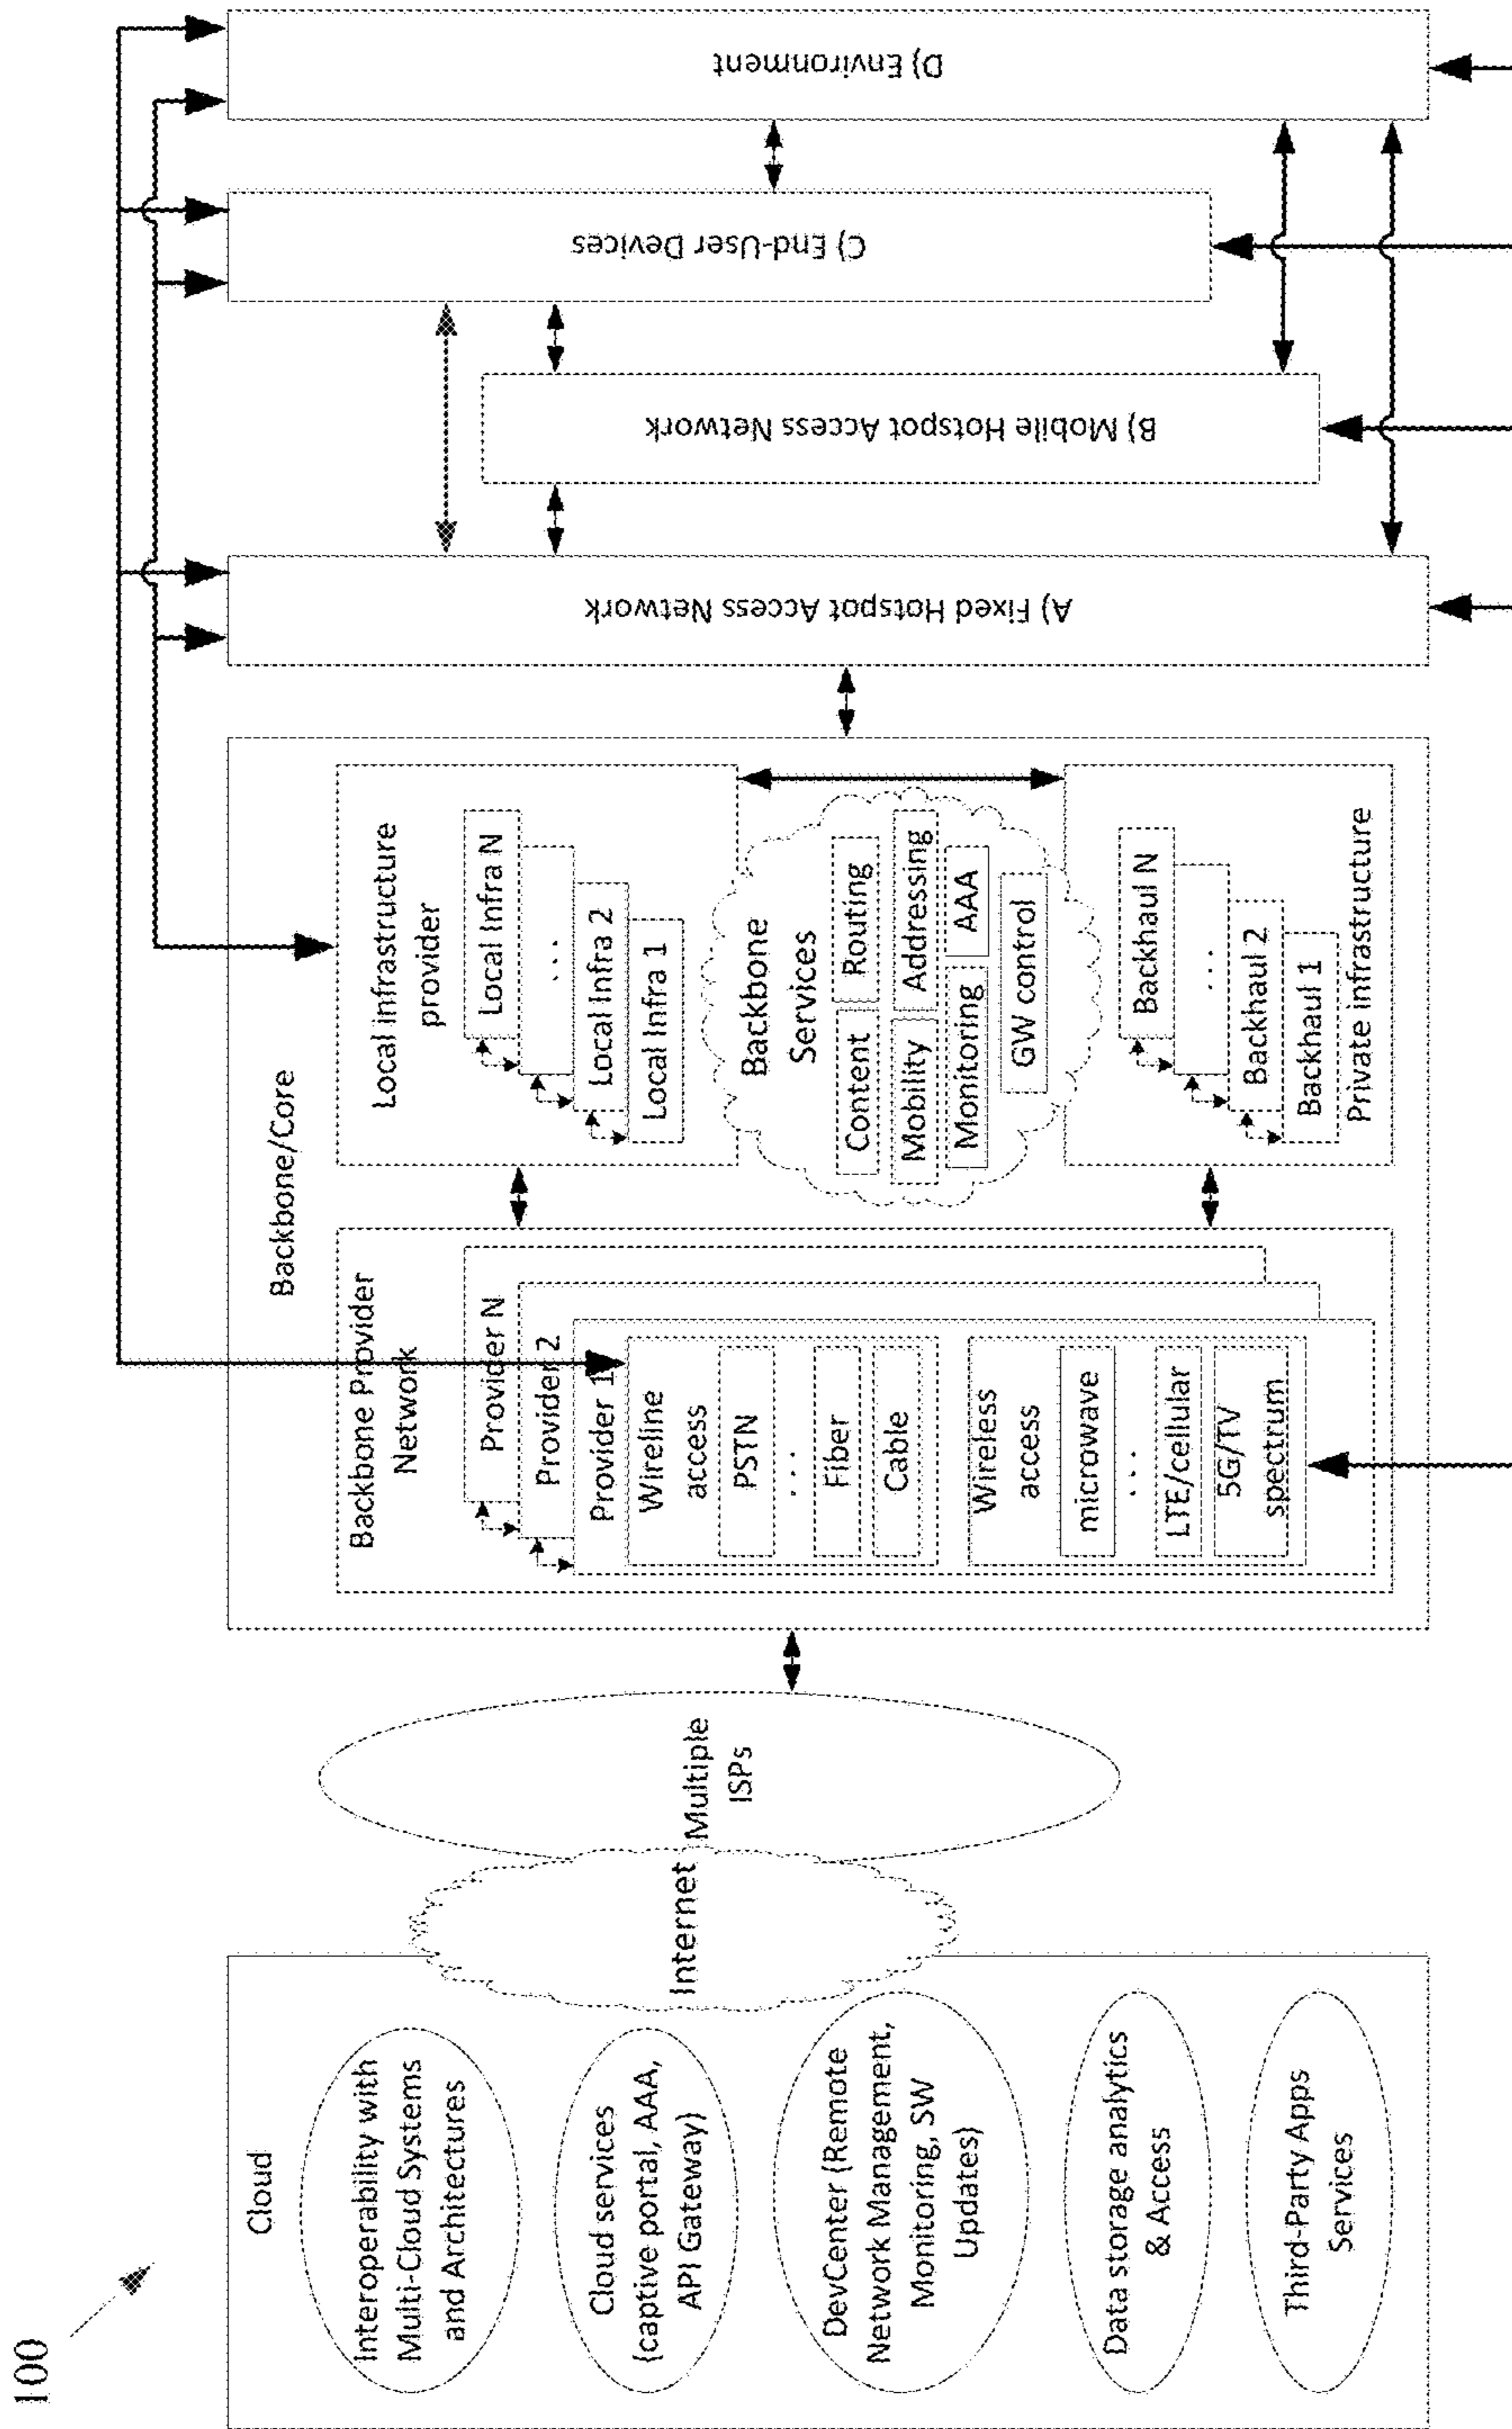 100
Cloud
Interoperability with
Multi-Cloud Systems
and Architectures
Cloud services
(captive portal, AAA,
API Gateway)
DevCenter (Remote
Network Management,
Monitoring, SW
Updates)
Data storage analytics
& Access
Third-Party Apps
Services
Internet
Multiple
ISPs
Backbone/Core
Backbone Provider
Network
Provider N
Provider 2
Provider 1
Wireline
access
PSTN
...
Fiber
Cable
Wireless
access
microwave
...
LTE/cellular
5G/TV
spectrum
Local infrastructure
provider
Local Infra N
...
Local Infra 2
Local Infra 1
Backbone
Services
Content
Routing
Mobility
Addressing
Monitoring
AAA
GW control
Backhaul N
...
Backhaul 2
Backhaul 1
Private infrastructure
A) Fixed Hotspot Access Network
B) Mobile Hotspot Access Network
C) End-User Devices
D) Environment